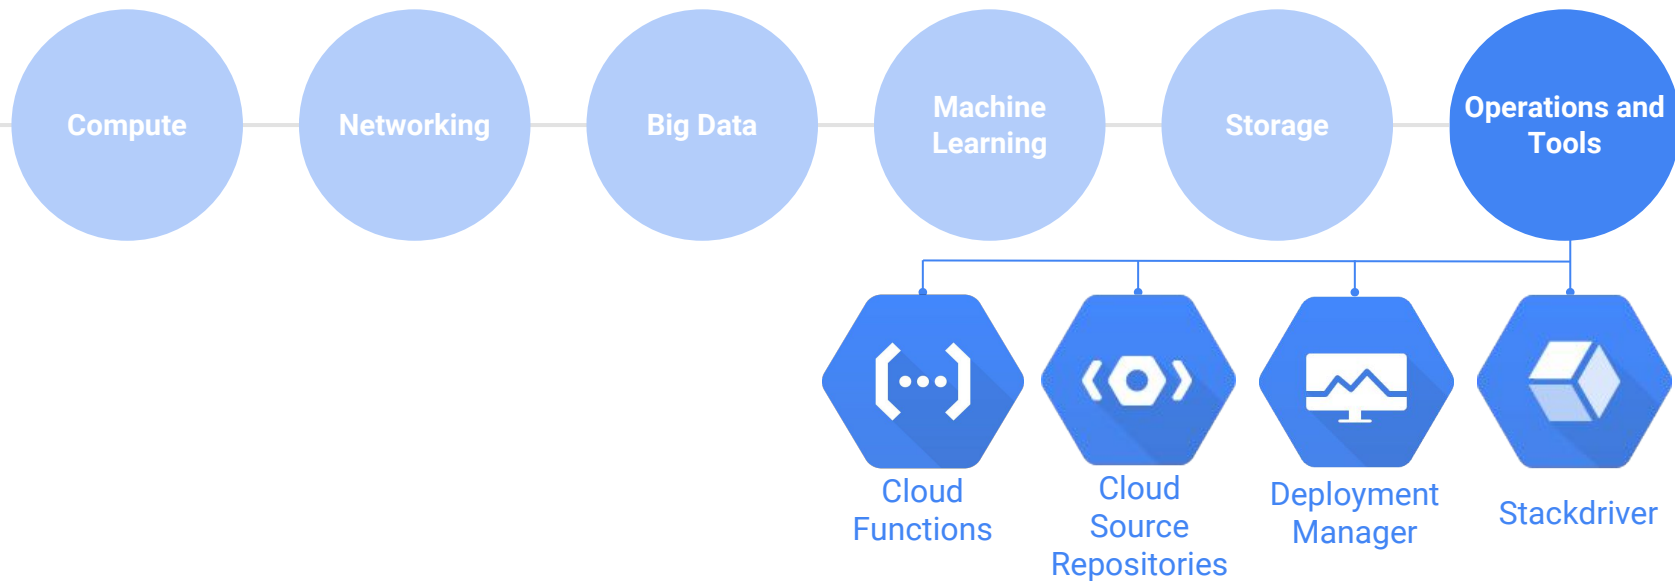 Compute
Networking
Big Data
Machine
Learning
Storage
Operations and
Tools
Cloud
Functions
Cloud
Source
Repositories
Deployment
Manager
Stackdriver